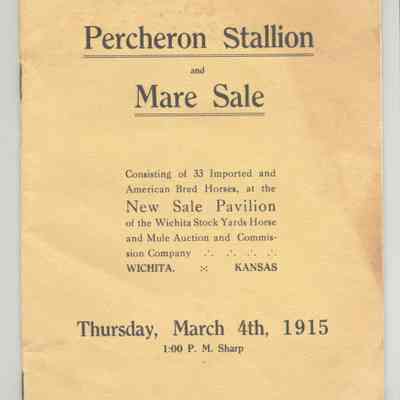 Percheron Stallion
and
Mare Sale
Consisting of 33 Imported and
American Bred Horses, at the
New Sale Pavilion
of the Wichita Stock Yards Horse
and Mule Auction and Commis-
sion Company ∴ ∴ ∴ ∴
WICHITA, :-: KANSAS
Thursday, March 4th, 1915
1:00 P. M. Sharp